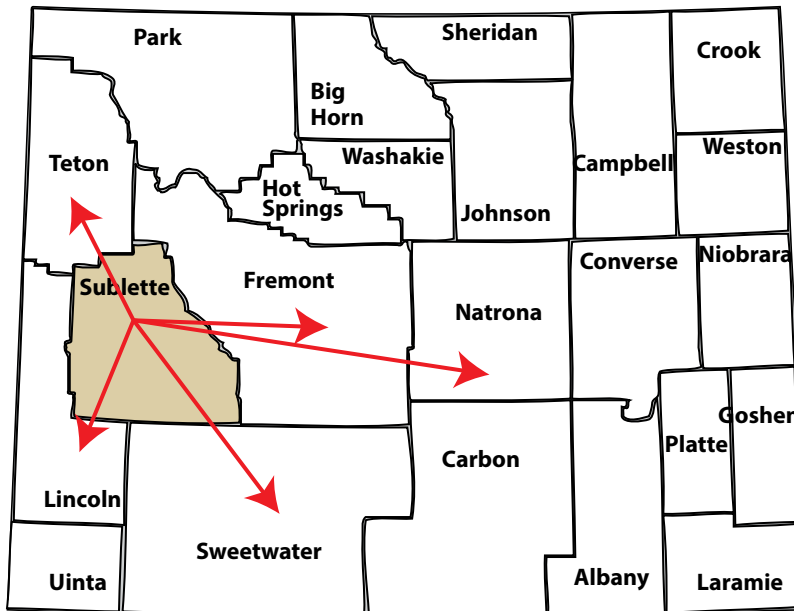 Park
Sheridan
Crook
Big
Horn
Teton
Washakie
Campbell
Weston
Hot
Springs
Johnson
Sublette
Fremont
Converse
Niobrara
Natrona
Goshen
Platte
Carbon
Lincoln
Sweetwater
Uinta
Albany
Laramie